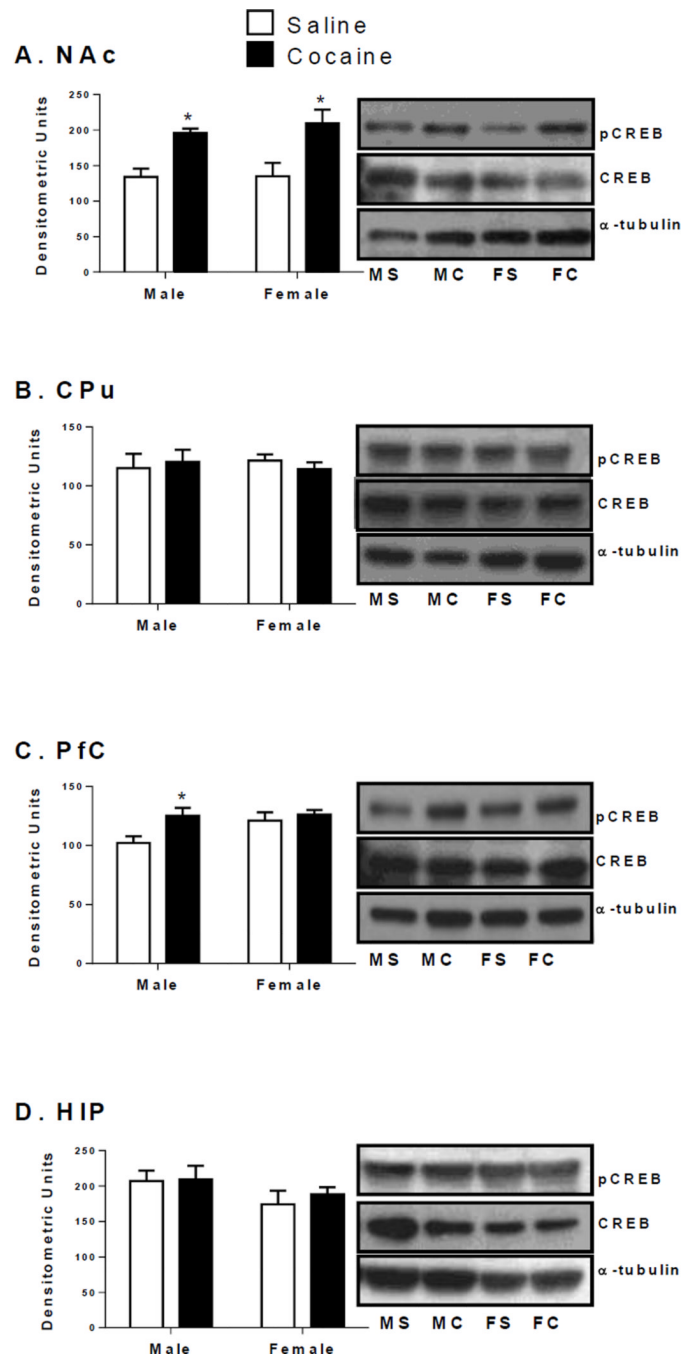 Saline
Cocaine
A. NAc
Densitometric Units
250
200
150
100
50
0
*
*
Male
Female
pCREB
CREB
α-tubulin
MS MC FS FC
B. CPu
Densitometric Units
150
100
50
0
Male
Female
pCREB
CREB
α-tubulin
MS MC FS FC
C. PfC
Densitometric Units
150
100
50
0
*
Male
Female
pCREB
CREB
α-tubulin
MS MC FS FC
D. HIP
Densitometric Units
250
200
150
100
50
0
Male
Female
pCREB
CREB
α-tubulin
MS MC FS FC